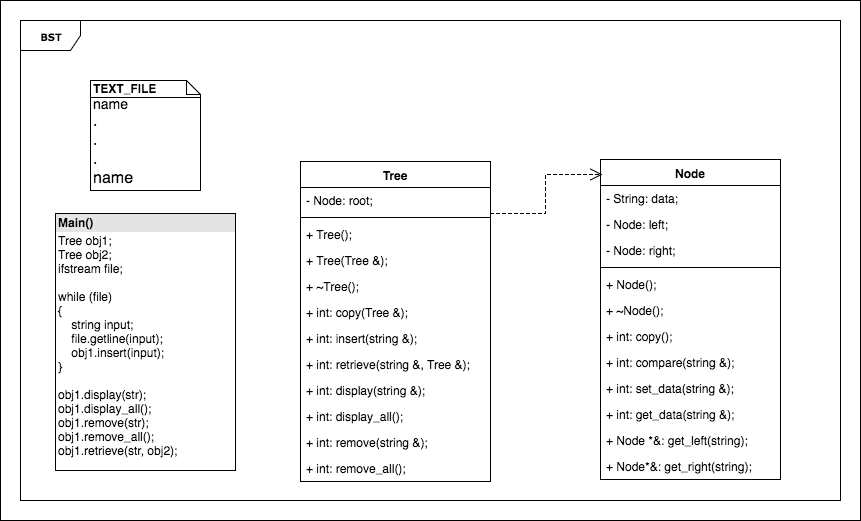 BST
TEXT_FILE
name
.
.
.
name
Main()
Tree obj1;
Tree obj2;
ifstream file;
while (file)
{
string input;
file.getline(input);
obj1.insert(input);
}
obj1.display(str);
obj1.display_all();
obj1.remove(str);
obj1.remove_all();
obj1.retrieve(str, obj2);
Tree
- Node: root;
+ Tree();
+ Tree(Tree &);
+ ~Tree();
+ int: copy(Tree &);
+ int: insert(string &);
+ int: retrieve(string &, Tree &);
+ int: display(string &);
+ int: display_all();
+ int: remove(string &);
+ int: remove_all();
Node
- String: data;
- Node: left;
- Node: right;
+ Node();
+ ~Node();
+ int: copy();
+ int: compare(string &);
+ int: set_data(string &);
+ int: get_data(string &);
+ Node *&: get_left(string);
+ Node*&: get_right(string);